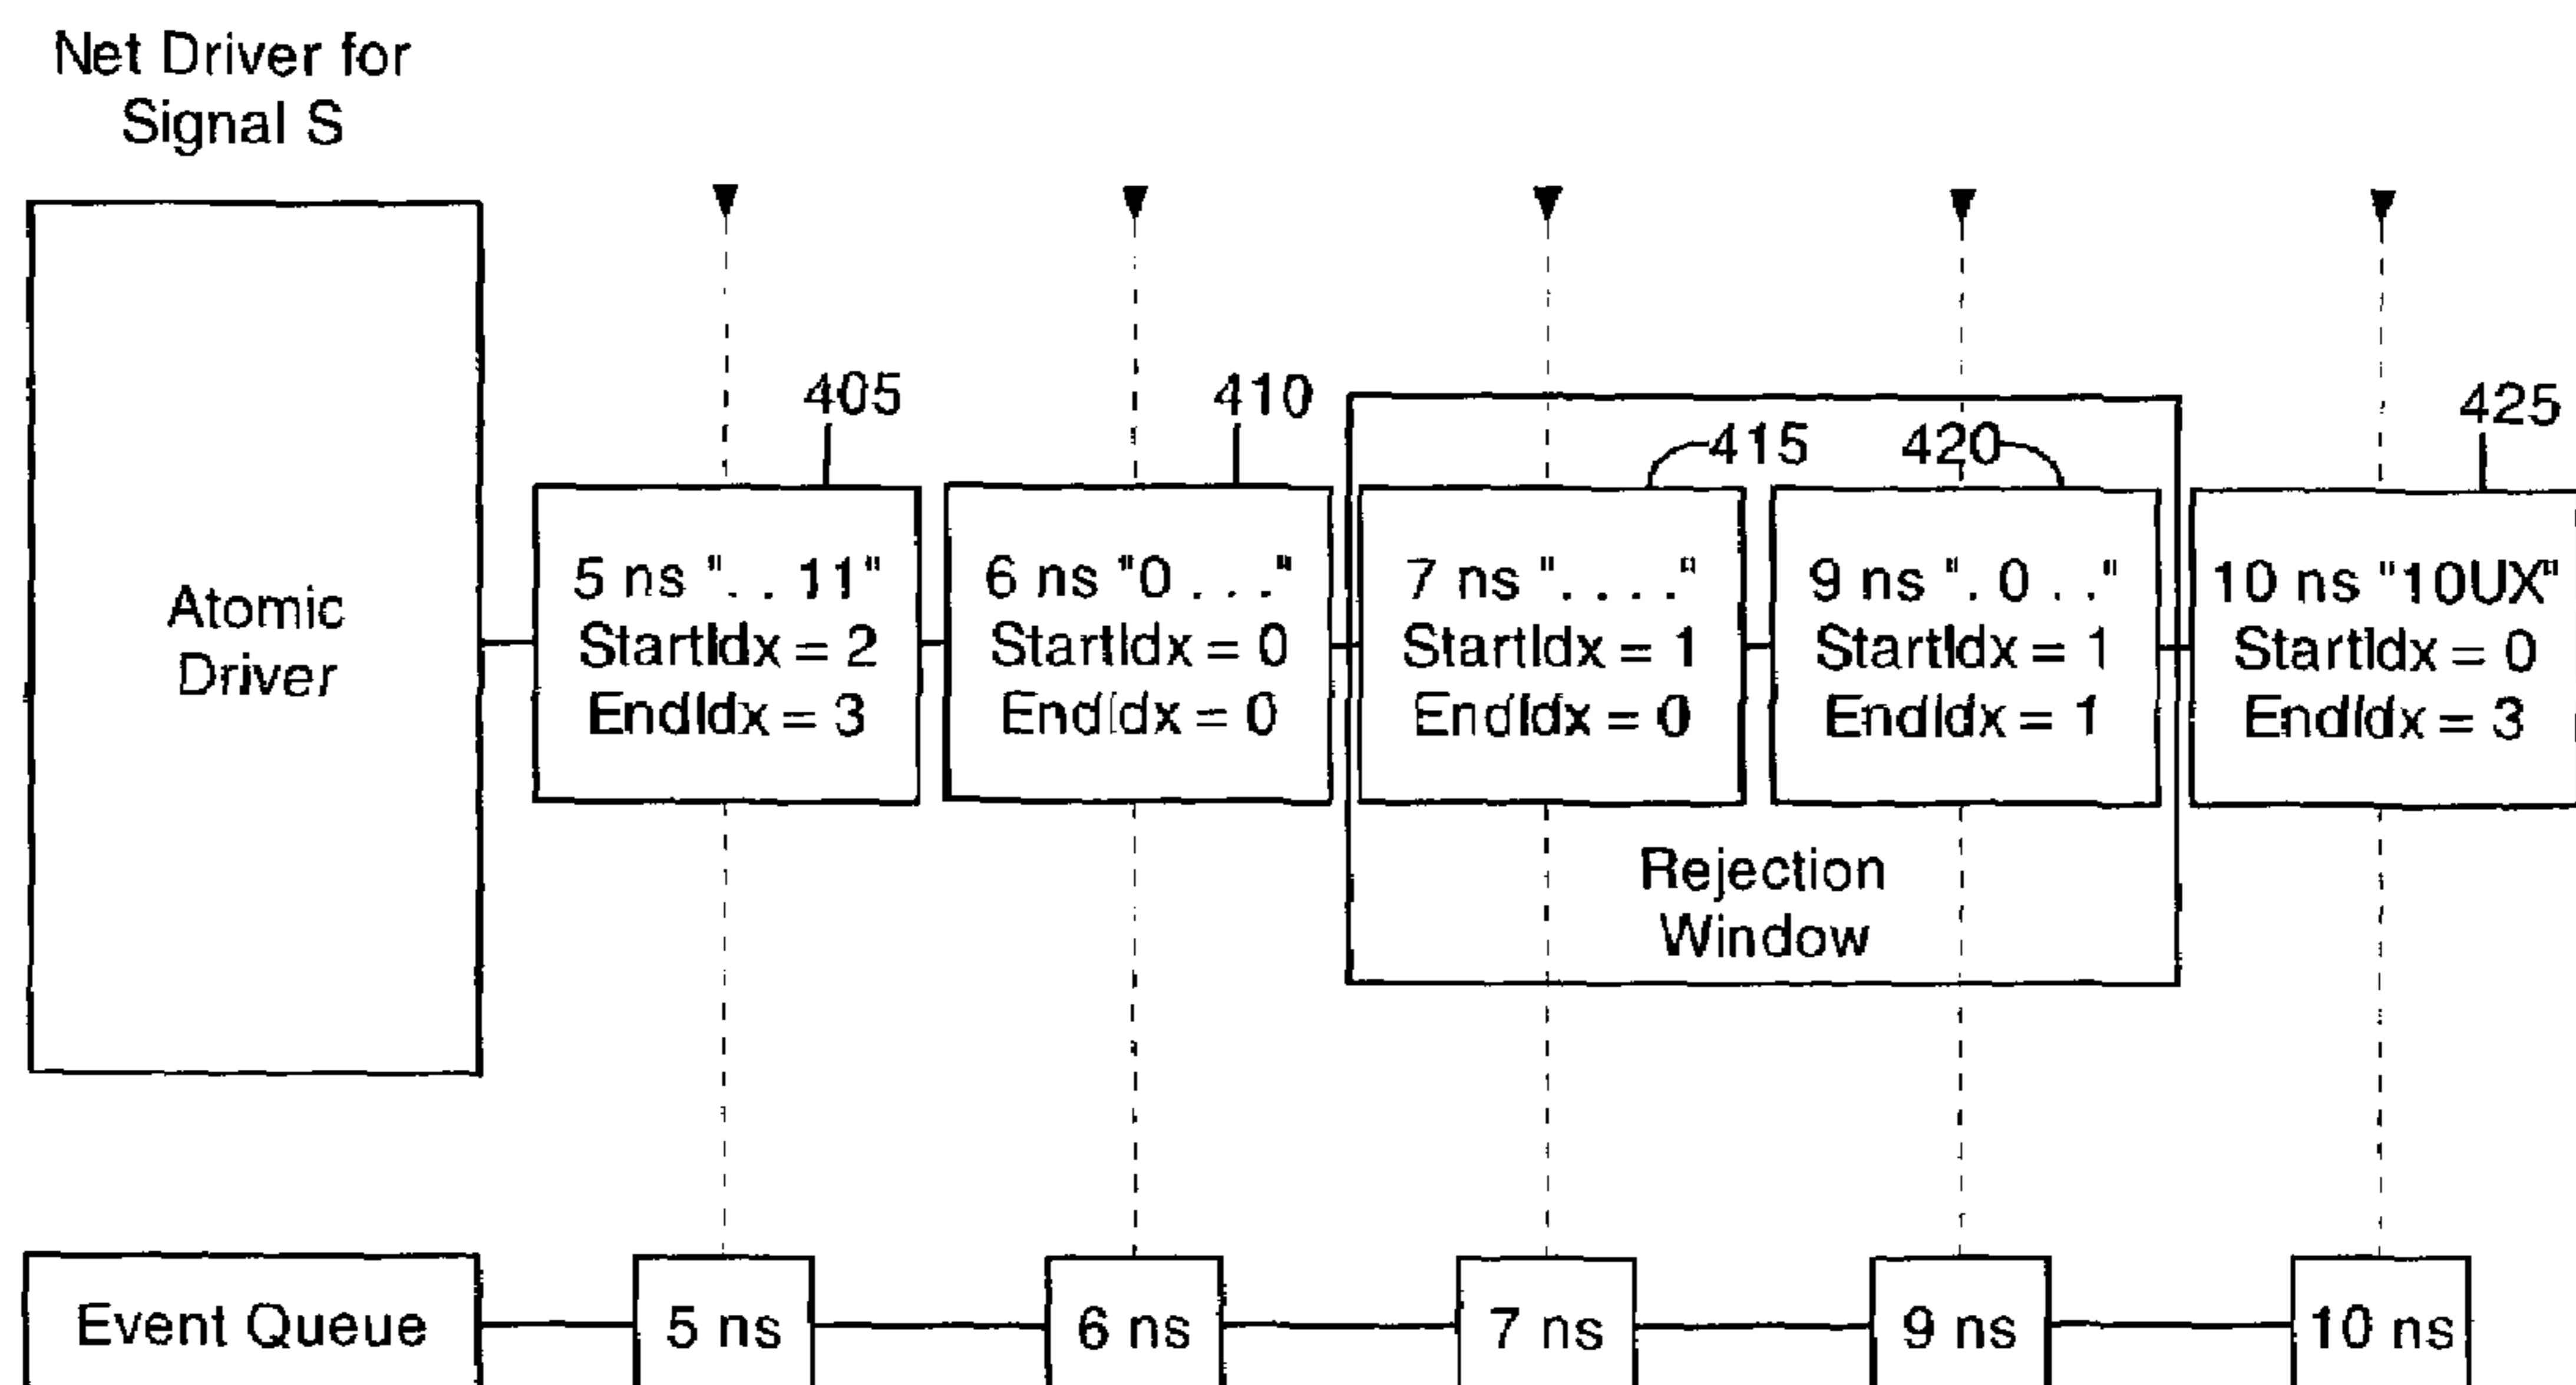 Net Driver for
Signal S
Atomic
Driver
405
5 ns ". . 11"
StartIdx = 2
EndIdx = 3
410
6 ns "0 . . ."
StartIdx = 0
EndIdx = 0
415
7 ns ". . . ."
StartIdx = 1
EndIdx = 0
420
9 ns ". 0 . ."
StartIdx = 1
EndIdx = 1
425
10 ns "10UX"
StartIdx = 0
EndIdx = 3
Rejection
Window
Event Queue
5 ns
6 ns
7 ns
9 ns
10 ns